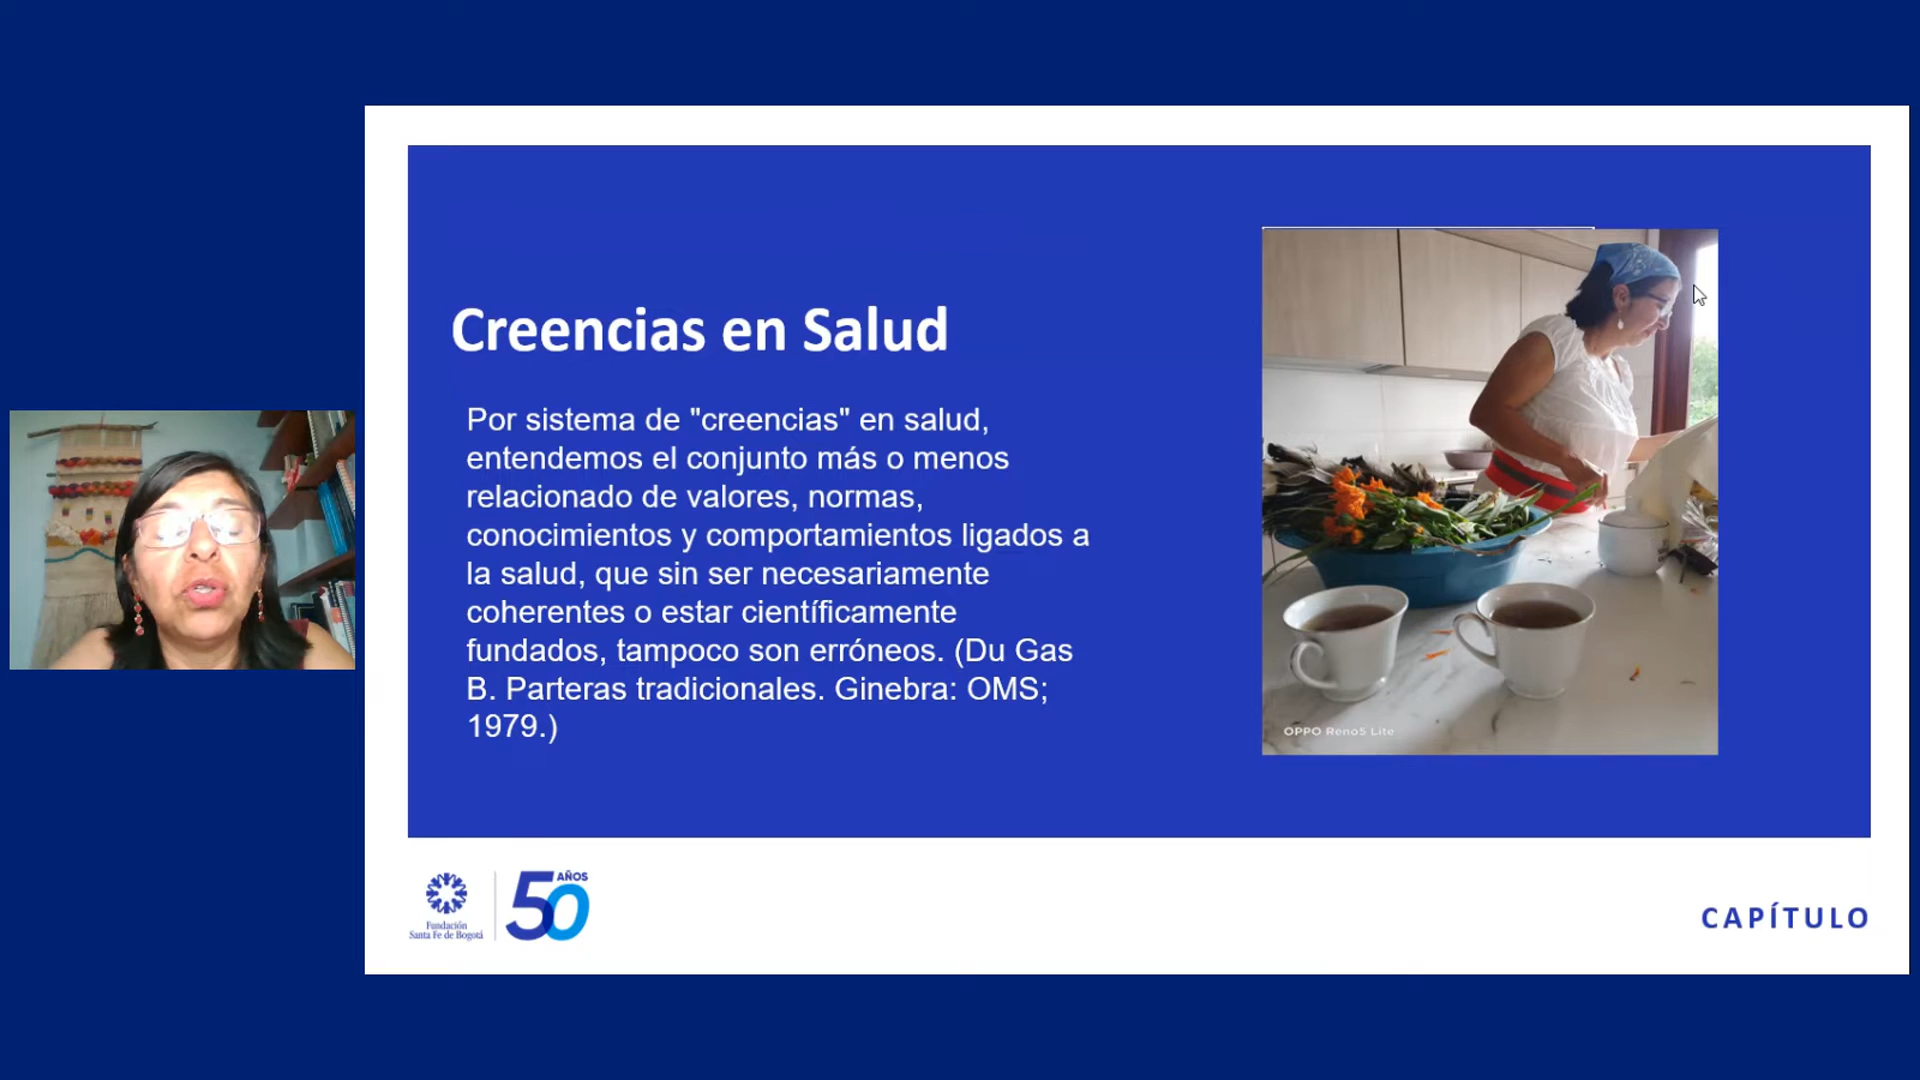 Creencias en Salud
Por sistema de "creencias" en salud,
entendemos el conjunto más o menos
relacionado de valores, normas,
conocimientos y comportamientos ligados a
la salud, que sin ser necesariamente
coherentes o estar científicamente
fundados, tampoco son erróneos. (Du Gas
B. Parteras tradicionales. Ginebra: OMS;
1979.)
OPPO Reno5 Lite
Fundación
Santa Fe de Bogotá
50 AÑOS
CAPÍTULO